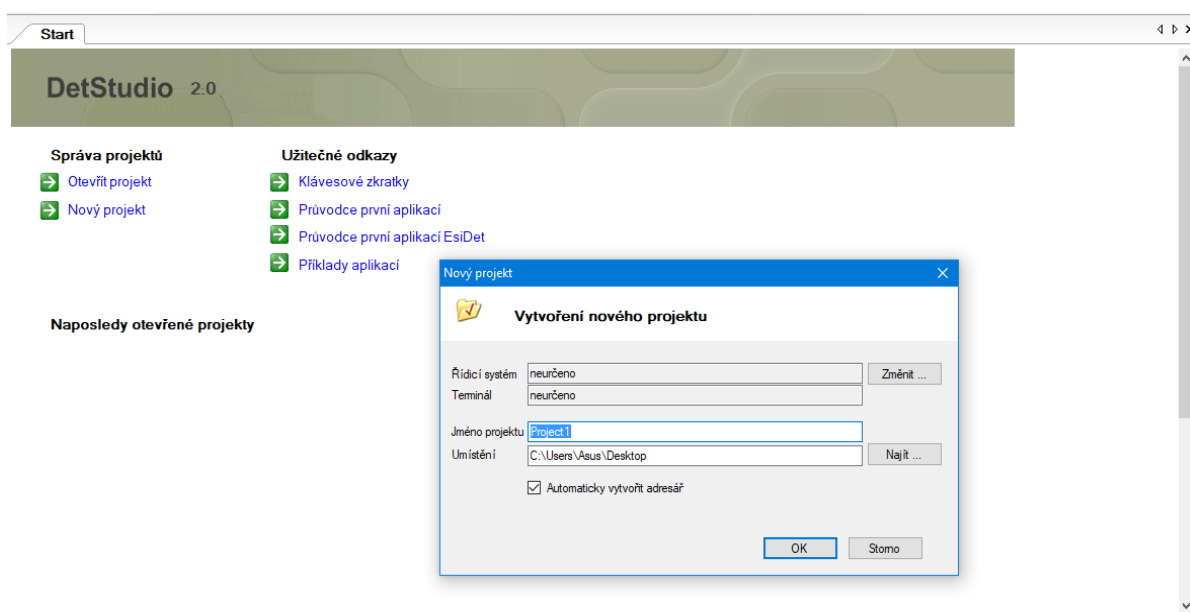 Start
DetStudio 2.0
Správa projektů
Otevřít projekt
Nový projekt
Užitečné odkazy
Klávesové zkratky
Průvodce první aplikací
Průvodce první aplikací EsiDet
Příklady aplikací
Naposledy otevřené projekty
Nový projekt
Vytvoření nového projektu
Řídicí systém neurčeno Změnit ...
Terminál neurčeno
Jméno projektu Project1
Umístění C:\Users\Asus\Desktop Najít ...
Automaticky vytvořit adresář
OK Storno